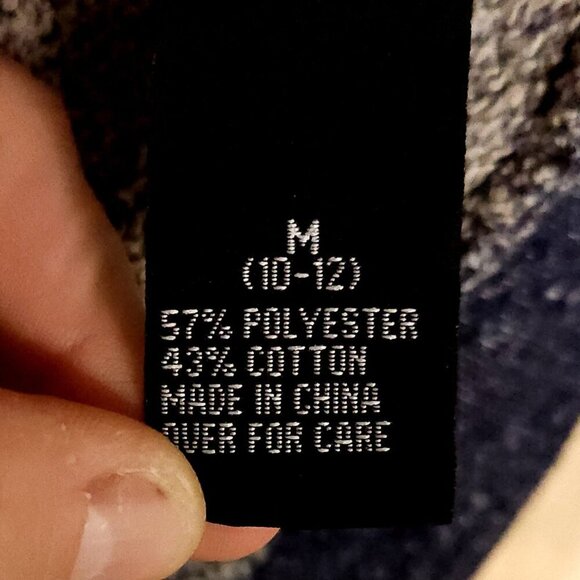 M
(10-12)
57% POLYESTER
43% COTTON
MADE IN CHINA
OVER FOR CARE